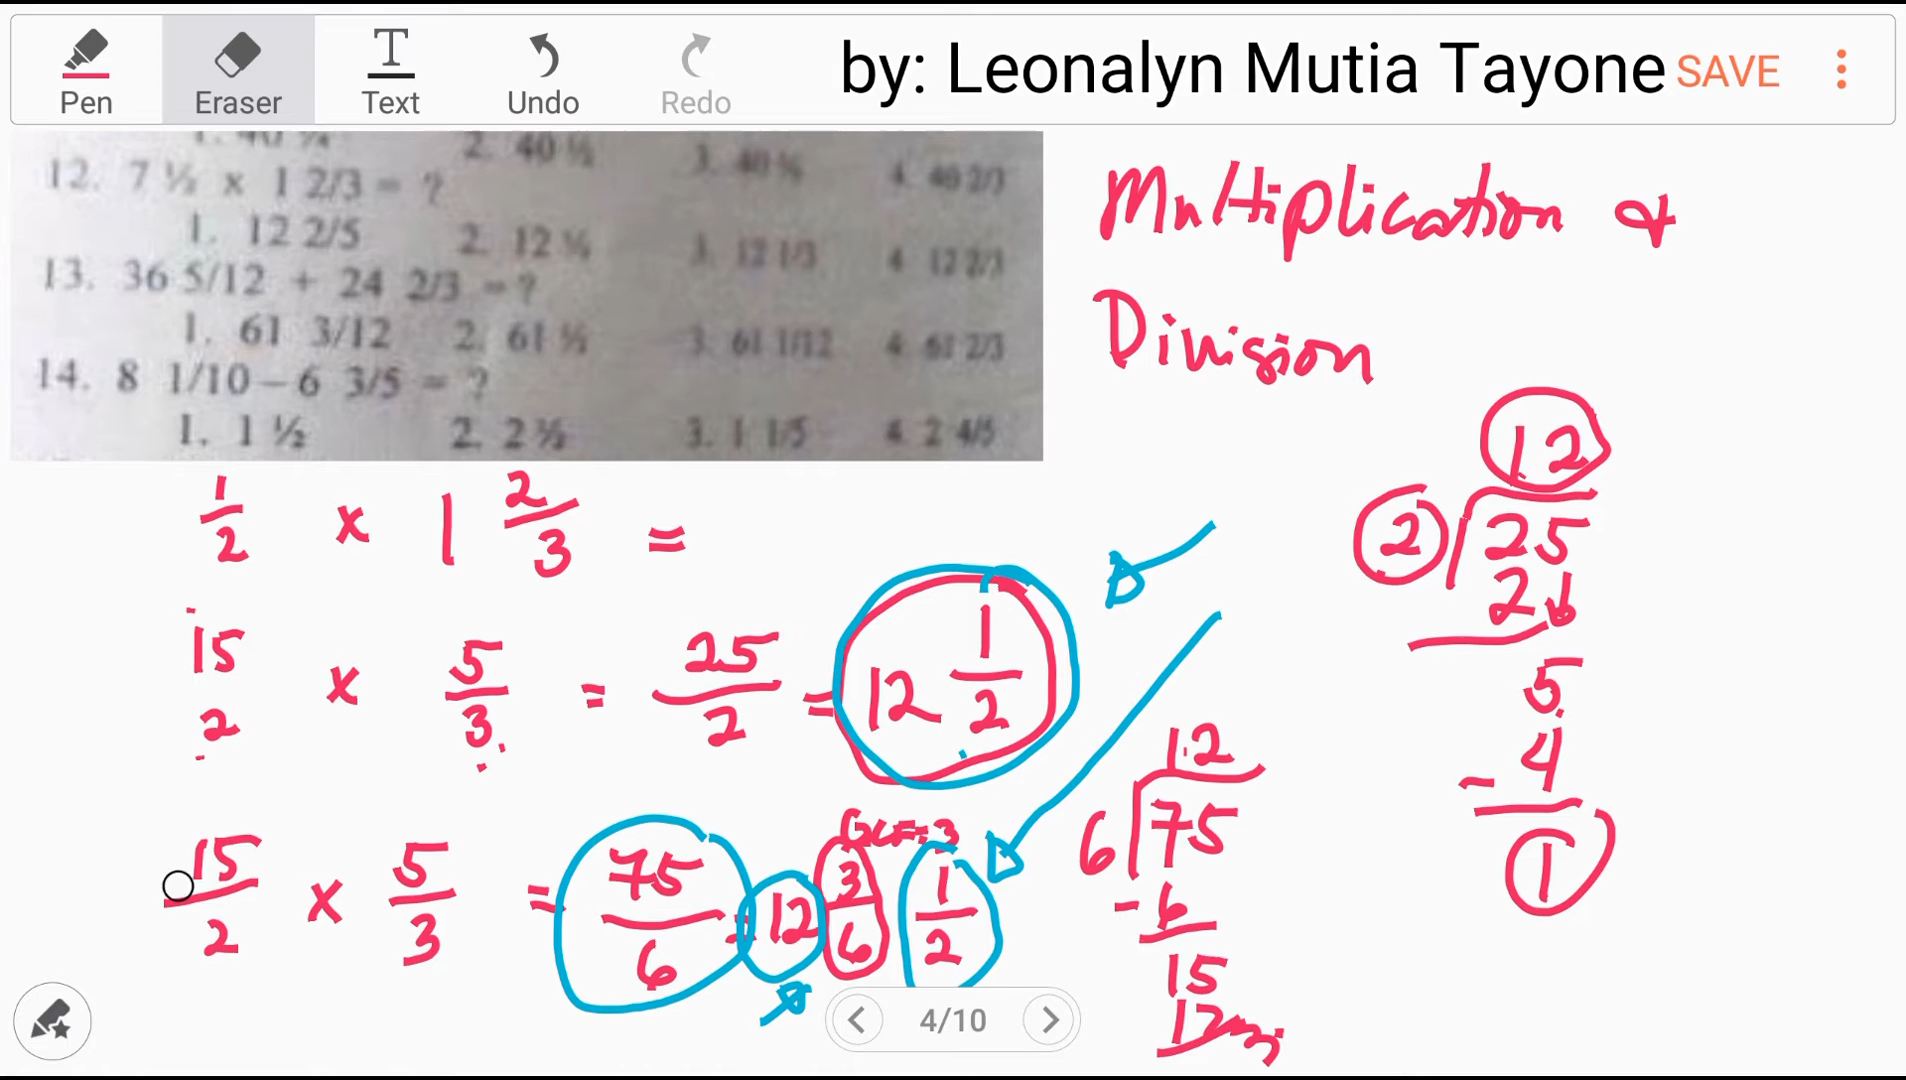 Pen Eraser T Text Undo Redo by: Leonalyn Mutia Tayone SAVE
12. 7 ½ x 1 2/3 = ?
1. 12 2/5 2. 12 3. 12 1/3 4. 12 2/3
13. 36 5/12 + 24 2/3 = ?
1. 61 3/12 2. 61 3. 61 1/12 4. 61 2/3
14. 8 1/10 – 6 3/5 = ?
1. 1 ½ 2. 2 ½ 3. 1 1/5 4. 2 4/5
Multiplication &
Division
1/2 x 1 2/3 =
15 2 x 5/3 = 25/2 = 12 1/2
15/2 x 5/3 = 75/6 = 12 3/6 1/2
GCF = 3
12
2 25
2
5
- 4
1
12
6 75
- 6
15
12
3
4/10